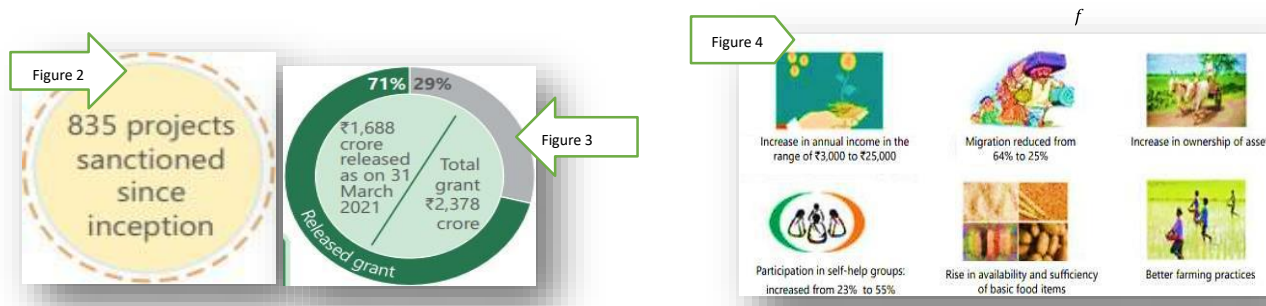 Figure 2
835 projects
sanctioned
since
inception
71% 29%
₹1,688
crore
released
as on 31
March
2021
Total
grant
₹2,378
crore
Released grant
Figure 3
f
Figure 4
Increase in annual income in the
range of ₹3,000 to ₹25,000
Migration reduced from
64% to 25%
Increase in ownership of asset
Participation in self-help groups:
increased from 23% to 55%
Rise in availability and sufficiency
of basic food items
Better farming practices